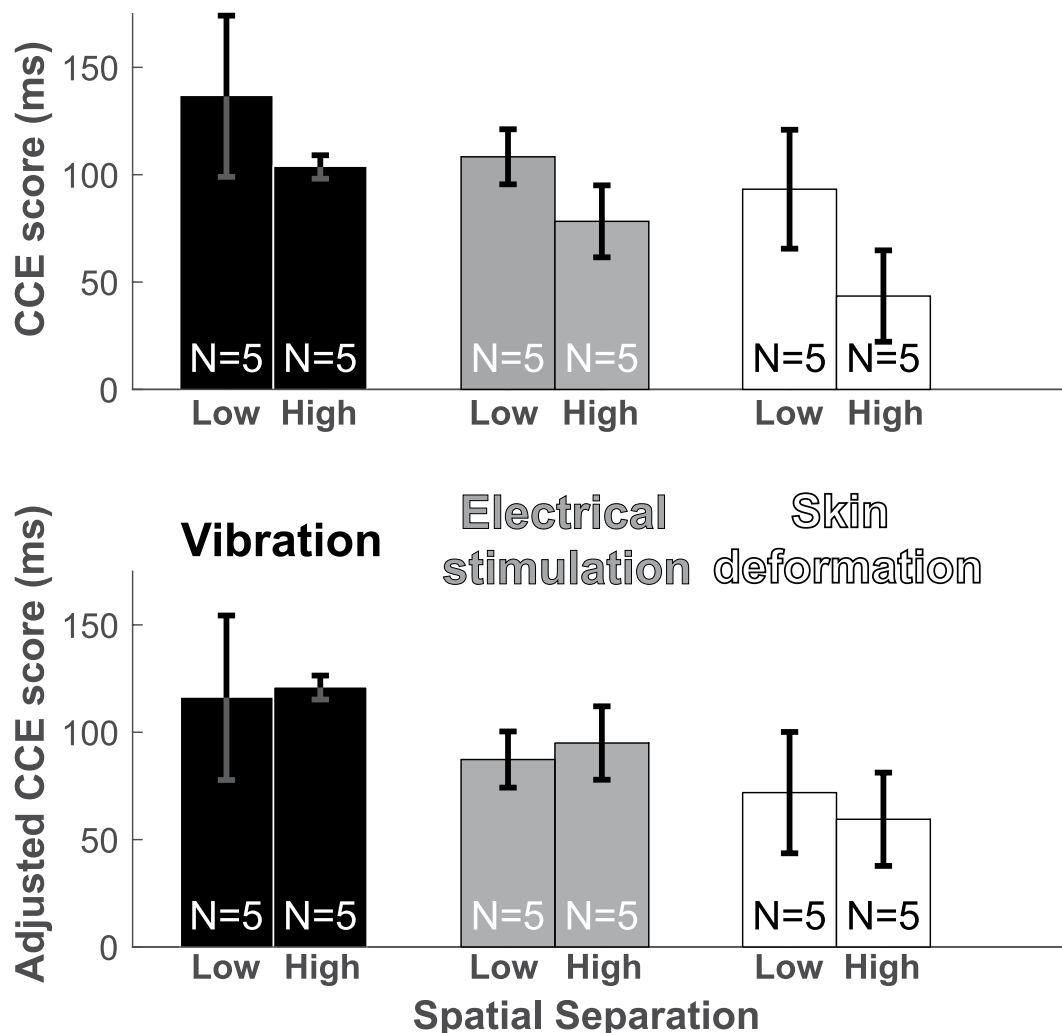 CCE score (ms)
150
100
50
0
N=5 N=5 N=5 N=5 N=5 N=5
Low High Low High Low High
Vibration
Electrical
stimulation
Skin
deformation
Adjusted CCE score (ms)
150
100
50
0
N=5 N=5 N=5 N=5 N=5 N=5
Low High Low High Low High
Spatial Separation